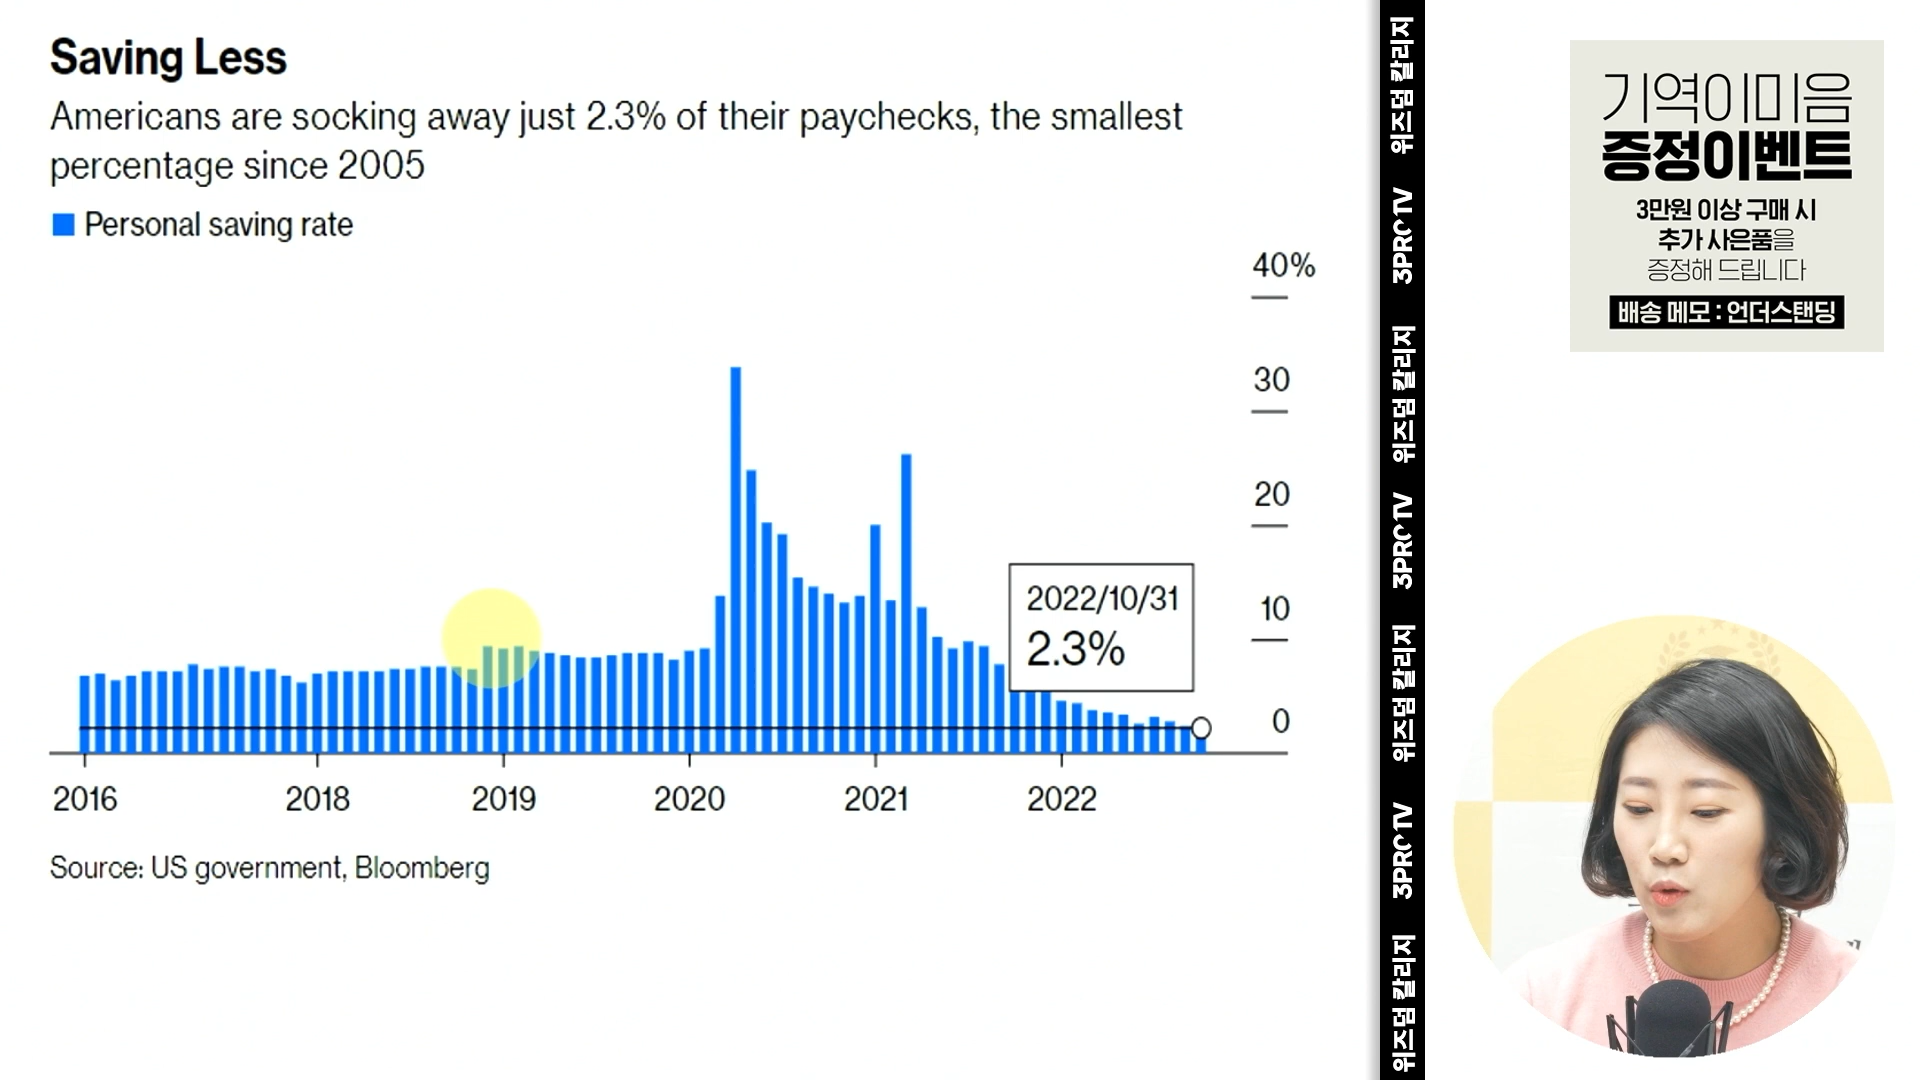 Saving Less
Americans are socking away just 2.3% of their paychecks, the smallest
percentage since 2005
Personal saving rate
40%
30
20
10
0
2022/10/31
2.3%
2016
2018
2019
2020
2021
2022
Source: US government, Bloomberg
위즈덤 칼리지
3PROTV
위즈덤 칼리지
3PROTV
위즈덤 칼리지
3PROTV
위즈덤 칼리지
기역이미음
증정이벤트
3만원 이상 구매 시
추가 사은품을
증정해 드립니다
배송 메모 : 언더스탠딩